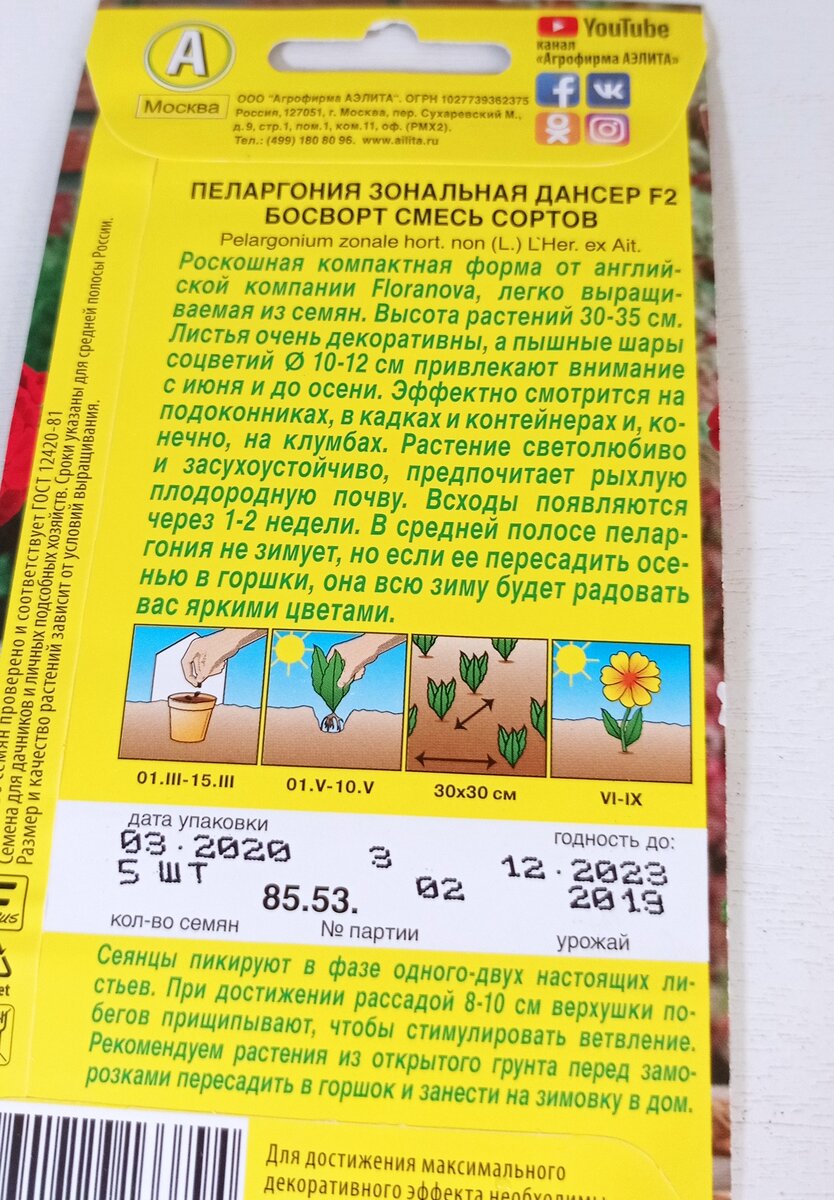 А
Москва
YouTube
канал
«Агрофирма АЭЛИТА»
ООО "Агрофирма АЭЛИТА". ОГРН 1027739362375
Россия,127051, г. Москва, пер. Сухаревский М.,
д.9, стр.1, пом.1, ком.11, оф. (РМХ2).
Тел.: (499) 180 80 96. www.ailita.ru
ПЕЛАРГОНИЯ ЗОНАЛЬНАЯ ДАНСЕР F2
БОСВОРТ СМЕСЬ СОРТОВ
Pelargonium zonale hort. non (L.) L'Her. ex Ait.
Роскошная компактная форма от англий-
ской компании Floranova, легко выращи-
ваемая из семян. Высота растений 30-35 см.
Листья очень декоративны, а пышные шары
соцветий Ø 10-12 см привлекают внимание
с июня и до осени. Эффектно смотрится на
подоконниках, в кадках и контейнерах и, ко-
нечно, на клумбах. Растение светолюбиво
и засухоустойчиво, предпочитает рыхлую
плодородную почву. Всходы появляются
через 1-2 недели. В средней полосе пелар-
гония не зимует, но если ее пересадить осе-
нью в горшки, она всю зиму будет радовать
вас яркими цветами.
01.III-15.III
01.V-10.V
30х30 см
VI-IX
дата упаковки
03.2020
3
годность до:
12.2023
5 ШТ
85.53.
02
2019
кол-во семян
№ партии
урожай
Сеянцы пикируют в фазе одного-двух настоящих ли-
стьев. При достижении рассадой 8-10 см верхушки по-
бегов прищипывают, чтобы стимулировать ветвление.
Рекомендуем растения из открытого грунта перед замо-
розками пересадить в горшок и занести на зимовку в дом.
Для достижения максимального
декоративного эффекта необходимы
семян проверено и соответствует ГОСТ 12420-81
Семена для дачников и личных подсобных хозяйств. Сроки указаны для средней полосы России.
Размер и качество растений зависит от условий выращивания.